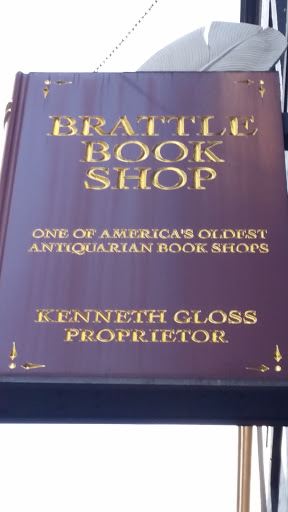 BRATTLE
BOOK
SHOP
ONE OF AMERICA'S OLDEST
ANTIQUARIAN BOOK SHOPS
KENNETH GLOSS
PROPRIETOR